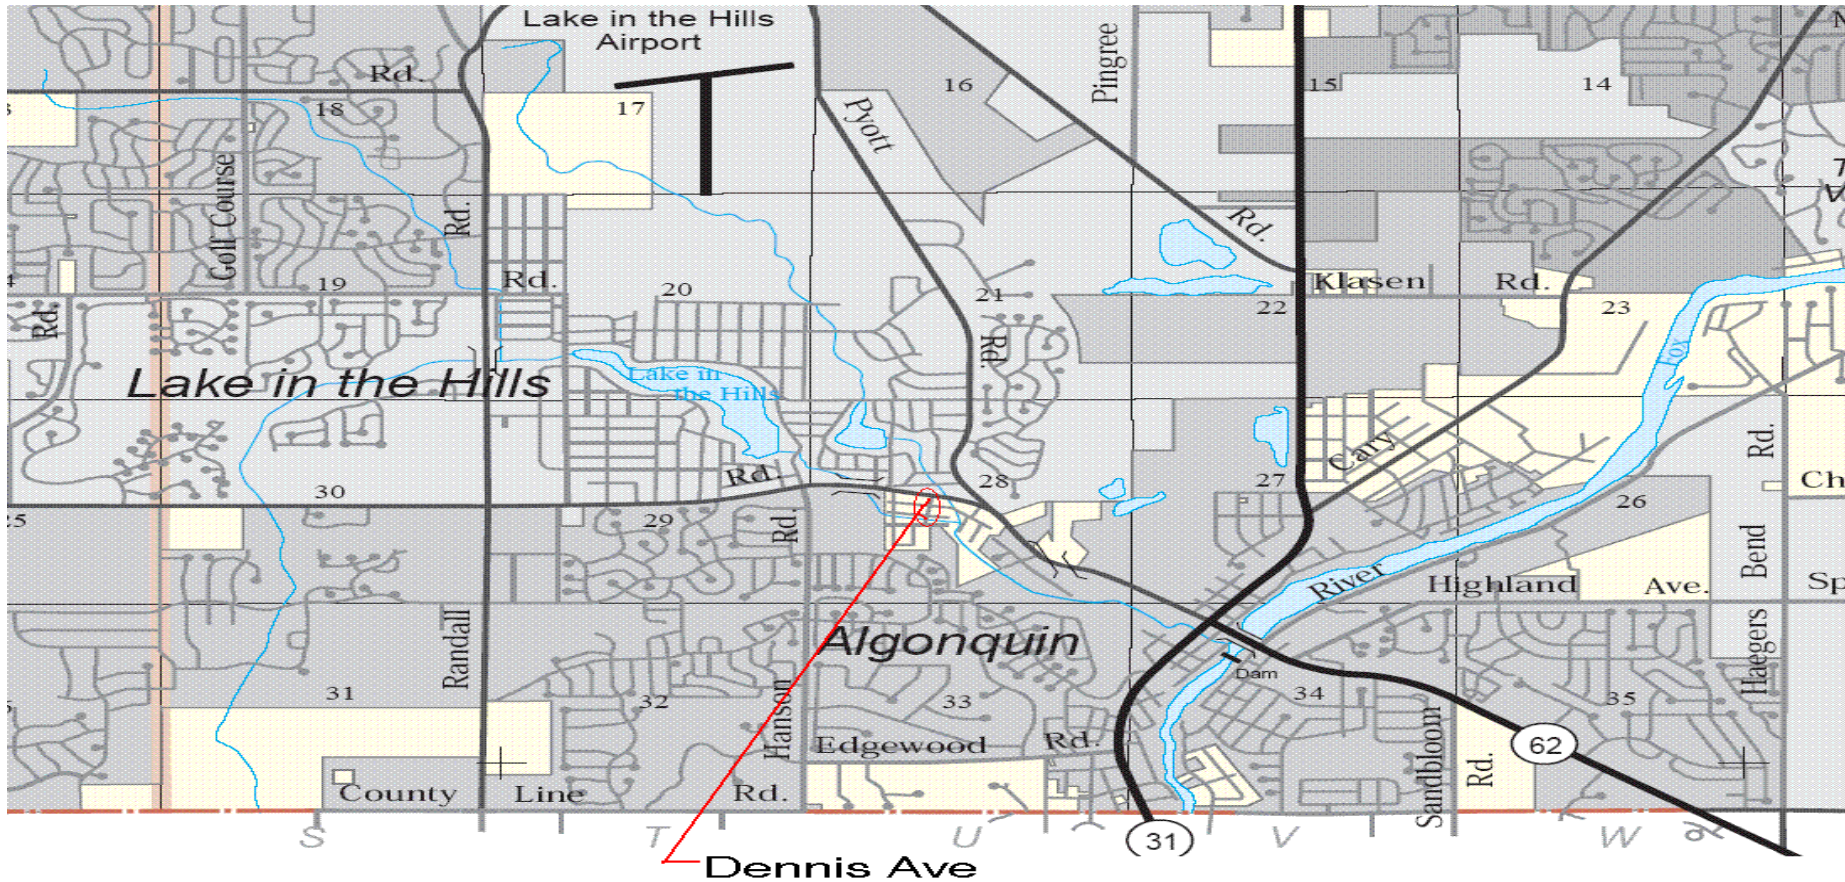 Lake in the Hills
Airport
Rd.
18
17
16
15
14
Pingree
Pyott
Golf Course
Rd.
Rd.
19
Rd.
20
21
22
Klasen
Rd.
23
Rd.
Rd.
Fox
Lake in the Hills
Lake in
the Hills
Cary
Rd.
30
Rd.
28
27
26
Ch
25
29
Rd.
Bend
River
Highland
Ave.
Sp
Randall
Algonquin
Haegers
31
32
Hanson
33
Dam
34
35
Edgewood
Rd.
Sandbloom
Rd.
62
County
Line
Rd.
S
T
U
31
V
W
Dennis Ave